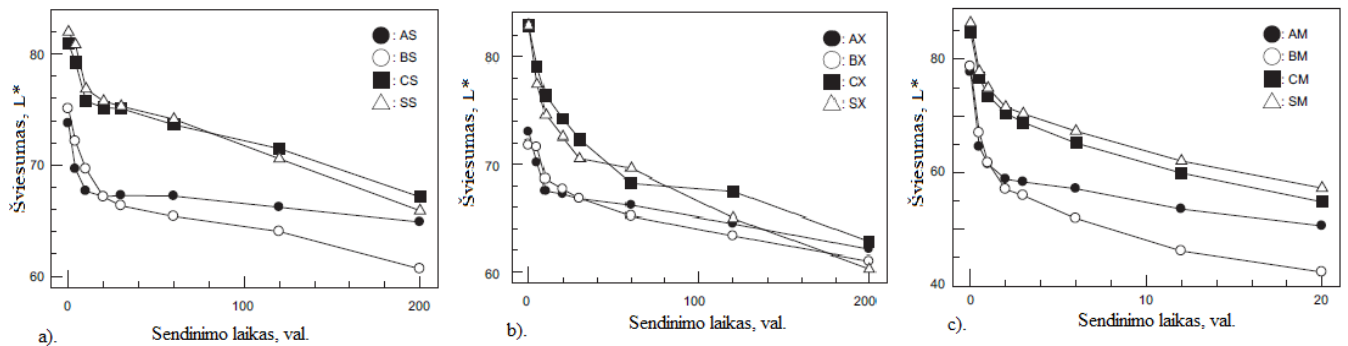 80
70
60
Šviesumas, L*
: AS
: BS
: CS
: SS
0
100
200
Sendinimo laikas, val.
a).
80
70
60
Šviesumas, L*
: AX
: BX
: CX
: SX
0
100
200
Sendinimo laikas, val.
b).
80
60
40
Šviesumas, L*
: AM
: BM
: CM
: SM
0
10
20
Sendinimo laikas, val.
c).